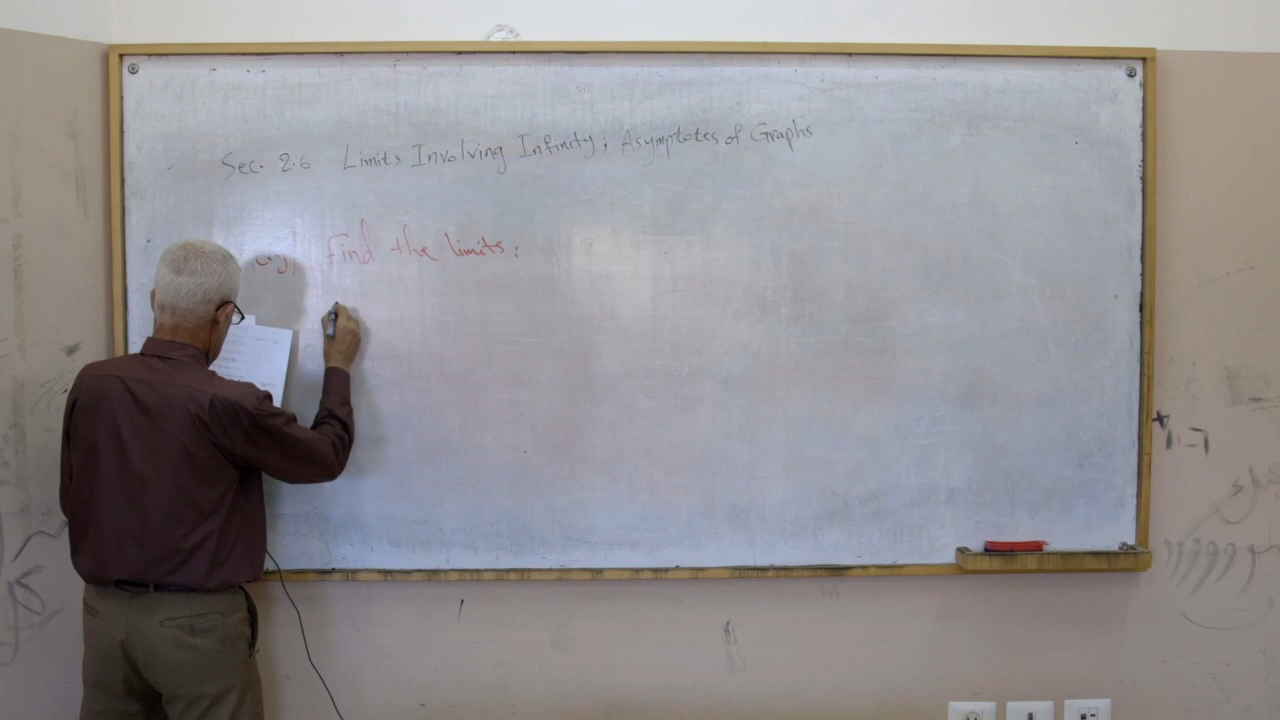 Sec. 2.6 Limits Involving Infinity; Asymptotes of Graphs
Find the limits: